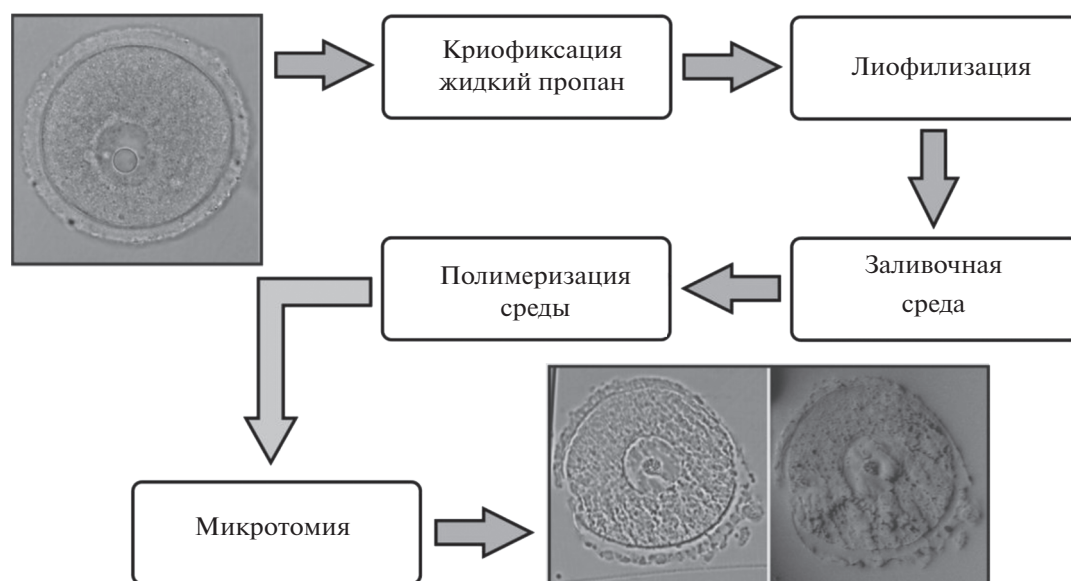 Криофиксация
жидкий пропан
Лиофилизация
Заливочная
среда
Полимеризация
среды
Микротомия